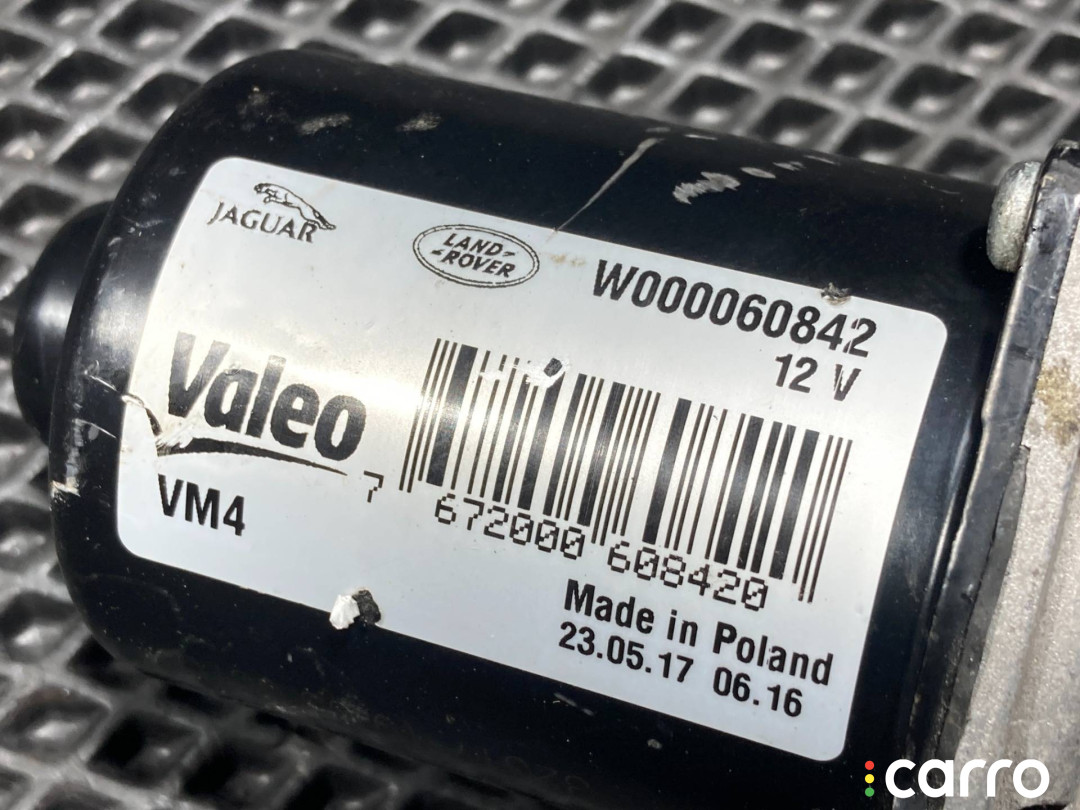 JAGUAR
LAND-
-ROVER
W000060842
12 V
Valeo
7 672000 608420
VM4
Made in Poland
23.05.17 06.16
carro